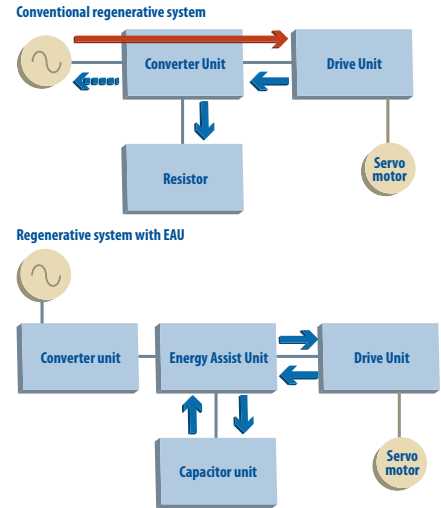 Conventional regenerative system
Converter Unit
Drive Unit
Resistor
Servo
motor
Regenerative system with EAU
Converter unit
Energy Assist Unit
Drive Unit
Capacitor unit
Servo
motor